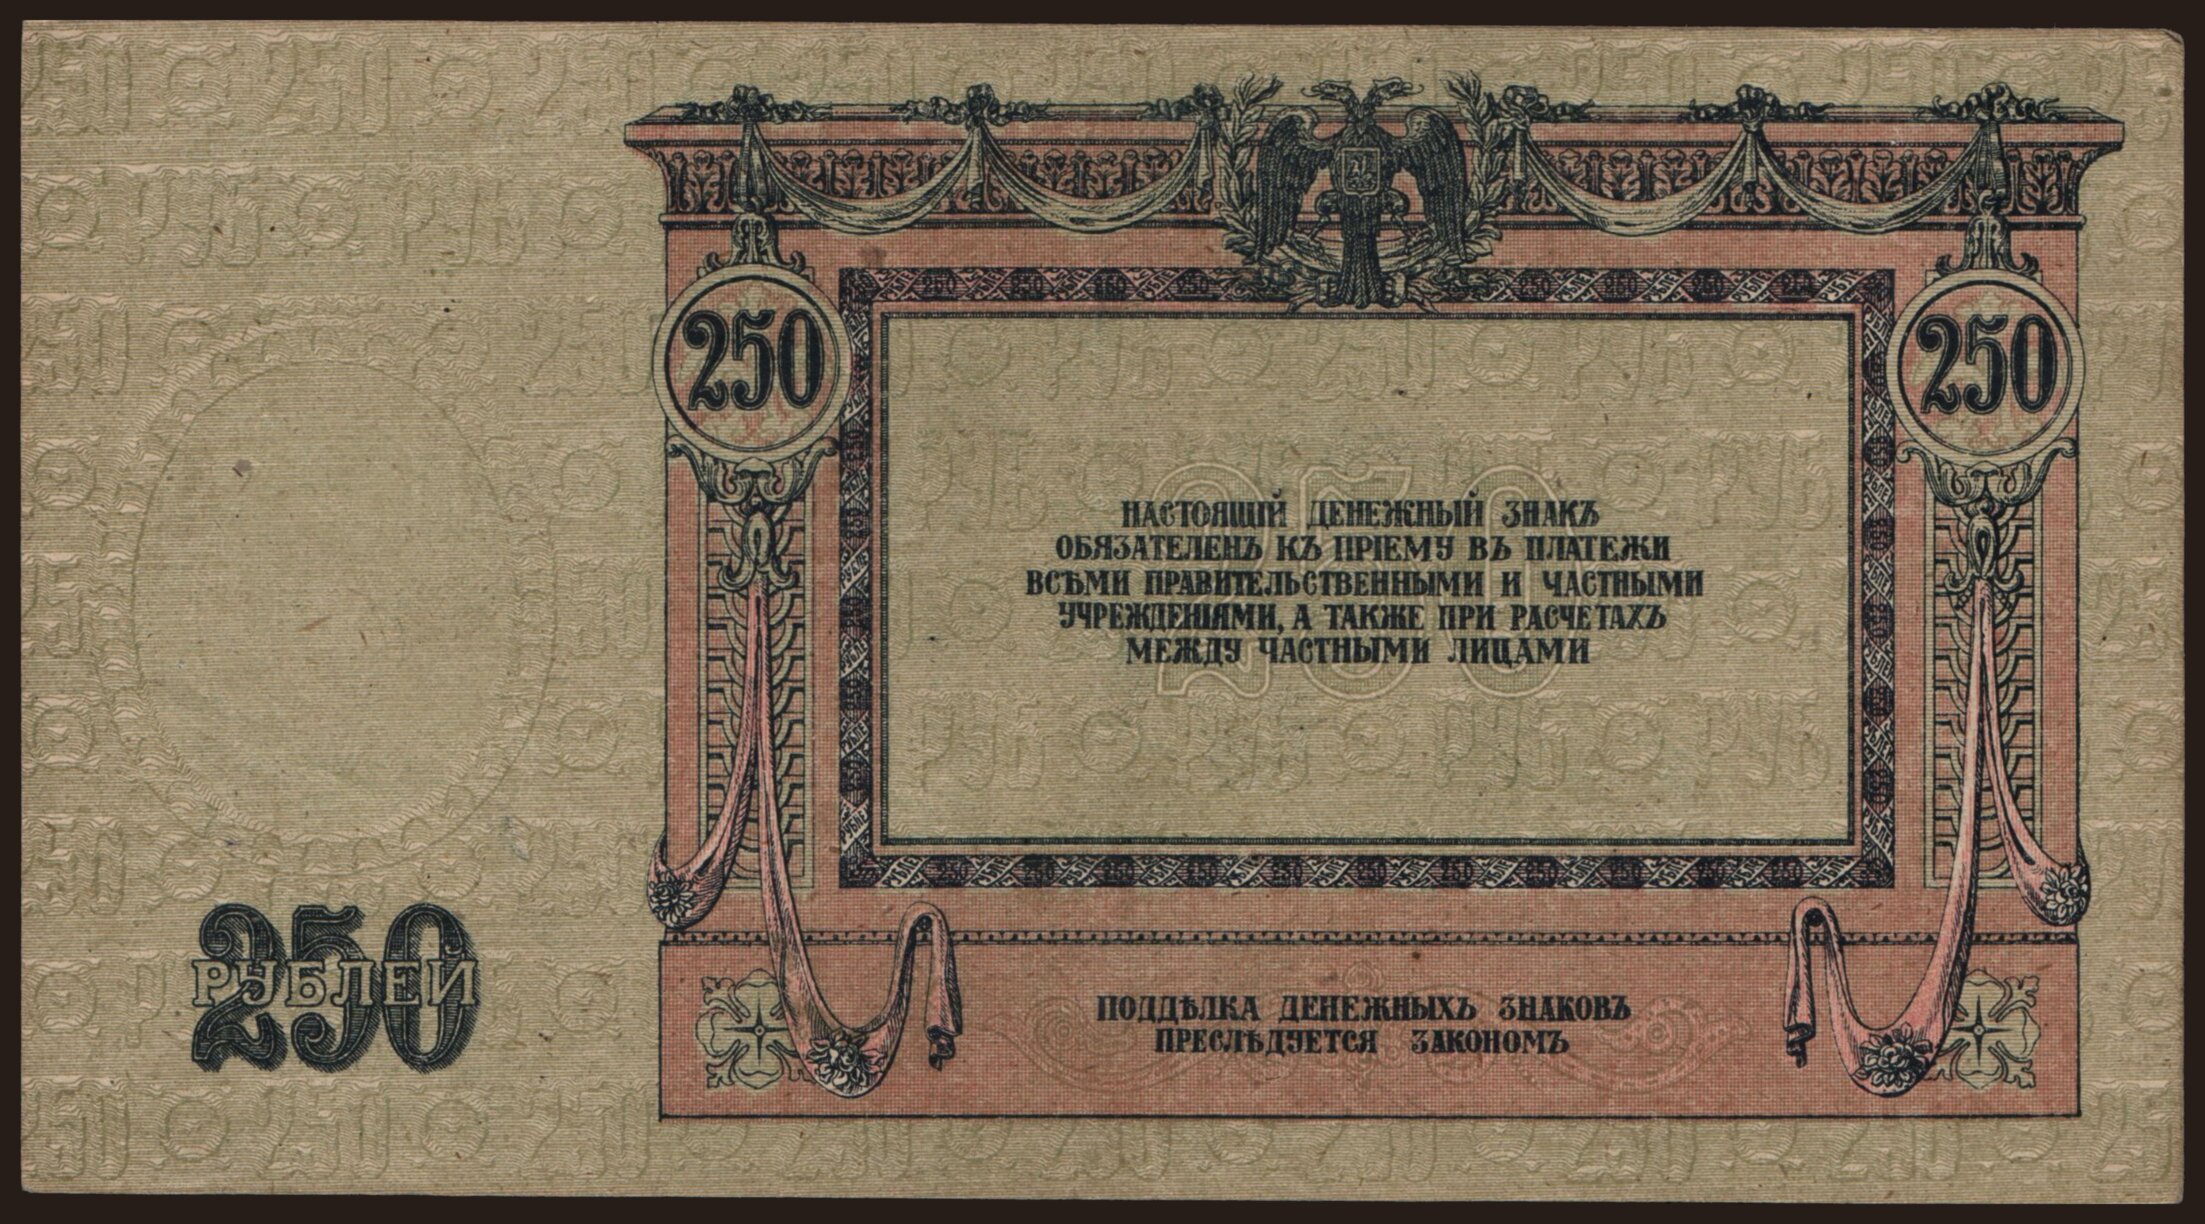 250
250
НАСТОЯЩІЙ ДЕНЕЖНЫЙ ЗНАКЪ
ОБЯЗАТЕЛЕНЪ КЪ ПРІЕМУ ВЪ ПЛАТЕЖИ
ВСѢМИ ПРАВИТЕЛЬСТВЕННЫМИ И ЧАСТНЫМИ
УЧРЕЖДЕНІЯМИ, А ТАКЖЕ ПРИ РАСЧЕТАХЪ
МЕЖДУ ЧАСТНЫМИ ЛИЦАМИ
250
250
РУБЛЕЙ
ПОДДѢЛКА ДЕНЕЖНЫХЪ ЗНАКОВЪ
ПРЕСЛѢДУЕТСЯ ЗАКОНОМЪ